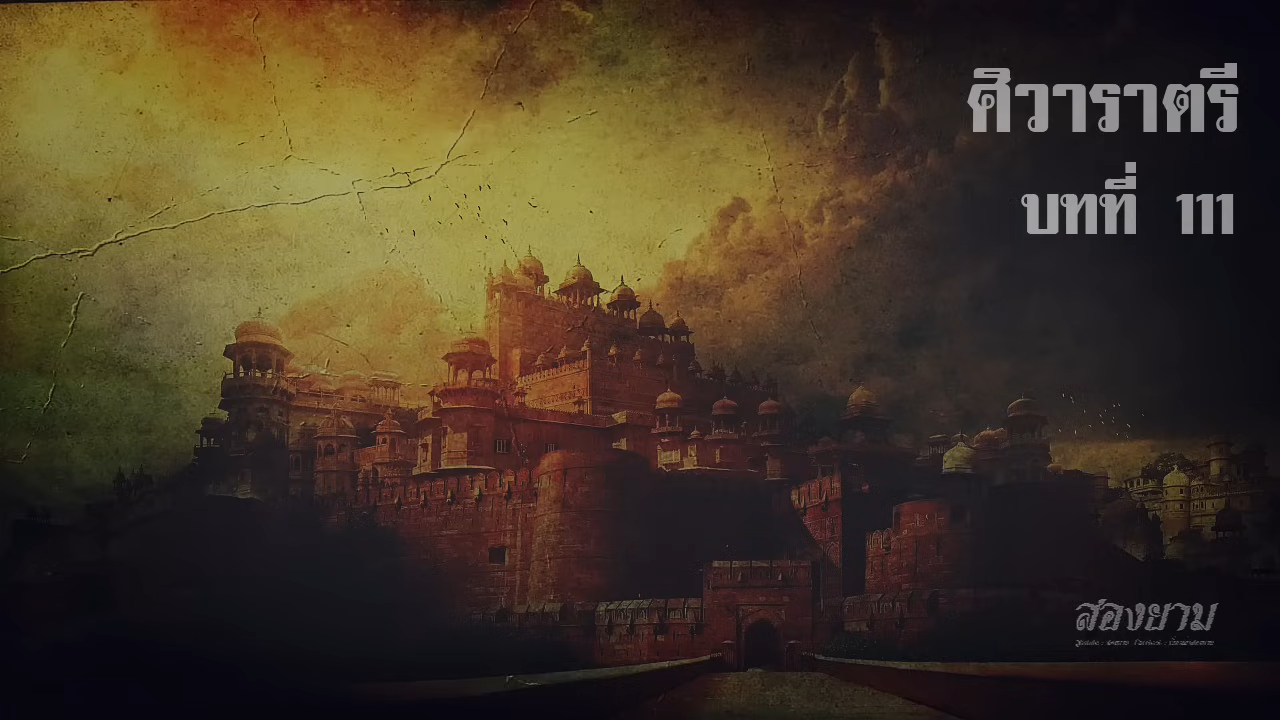 ศิวาราตรี
บทที่ 111
สองยาม